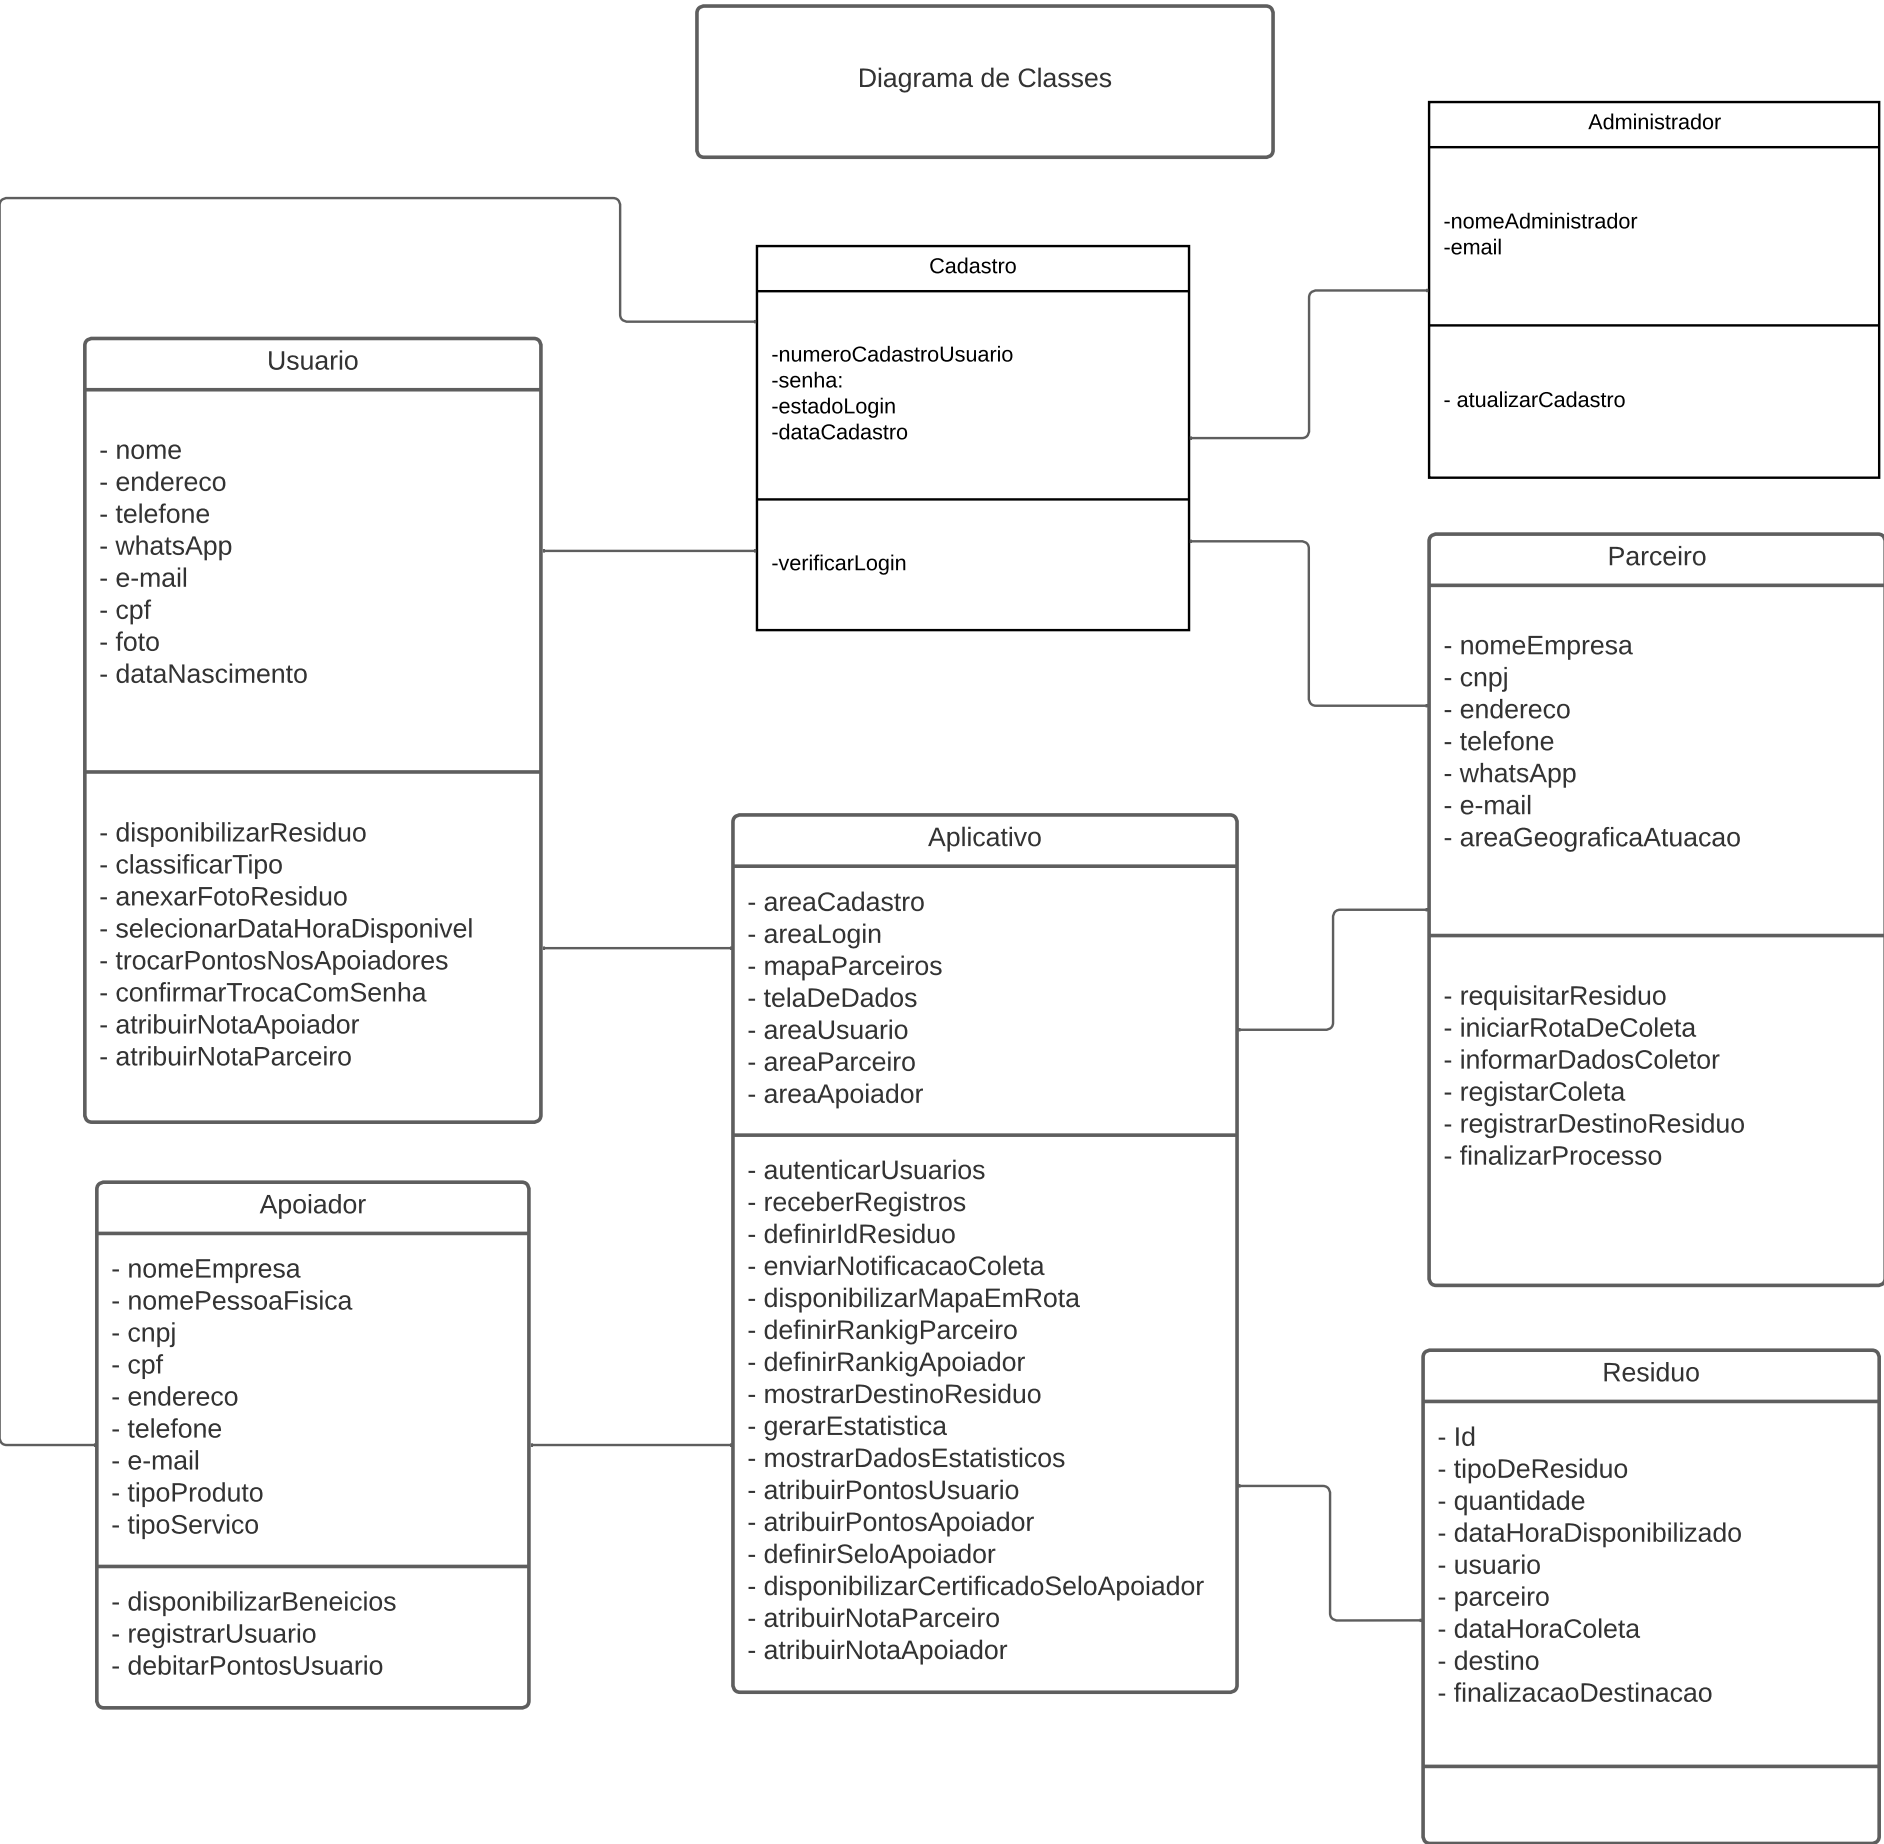 Diagrama de Classes
Administrador
-nomeAdministrador
-email
- atualizarCadastro
Cadastro
-numeroCadastroUsuario
-senha:
-estadoLogin
-dataCadastro
-verificarLogin
Usuario
- nome
- endereco
- telefone
- whatsApp
- e-mail
- cpf
- foto
- dataNascimento
- disponibilizarResiduo
- classificarTipo
- anexarFotoResiduo
- selecionarDataHoraDisponivel
- trocarPontosNosApoiadores
- confirmarTrocaComSenha
- atribuirNotaApoiador
- atribuirNotaParceiro
Parceiro
- nomeEmpresa
- cnpj
- endereco
- telefone
- whatsApp
- e-mail
- areaGeograficaAtuacao
- requisitarResiduo
- iniciarRotaDeColeta
- informarDadosColetor
- registarColeta
- registrarDestinoResiduo
- finalizarProcesso
Aplicativo
- areaCadastro
- areaLogin
- mapaParceiros
- telaDeDados
- areaUsuario
- areaParceiro
- areaApoiador
- autenticarUsuarios
- receberRegistros
- definirIdResiduo
- enviarNotificacaoColeta
- disponibilizarMapaEmRota
- definirRankigParceiro
- definirRankigApoiador
- mostrarDestinoResiduo
- gerarEstatistica
- mostrarDadosEstatisticos
- atribuirPontosUsuario
- atribuirPontosApoiador
- definirSeloApoiador
- disponibilizarCertificadoSeloApoiador
- atribuirNotaParceiro
- atribuirNotaApoiador
Apoiador
- nomeEmpresa
- nomePessoaFisica
- cnpj
- cpf
- endereco
- telefone
- e-mail
- tipoProduto
- tipoServico
- disponibilizarBeneicios
- registrarUsuario
- debitarPontosUsuario
Residuo
- Id
- tipoDeResiduo
- quantidade
- dataHoraDisponibilizado
- usuario
- parceiro
- dataHoraColeta
- destino
- finalizacaoDestinacao